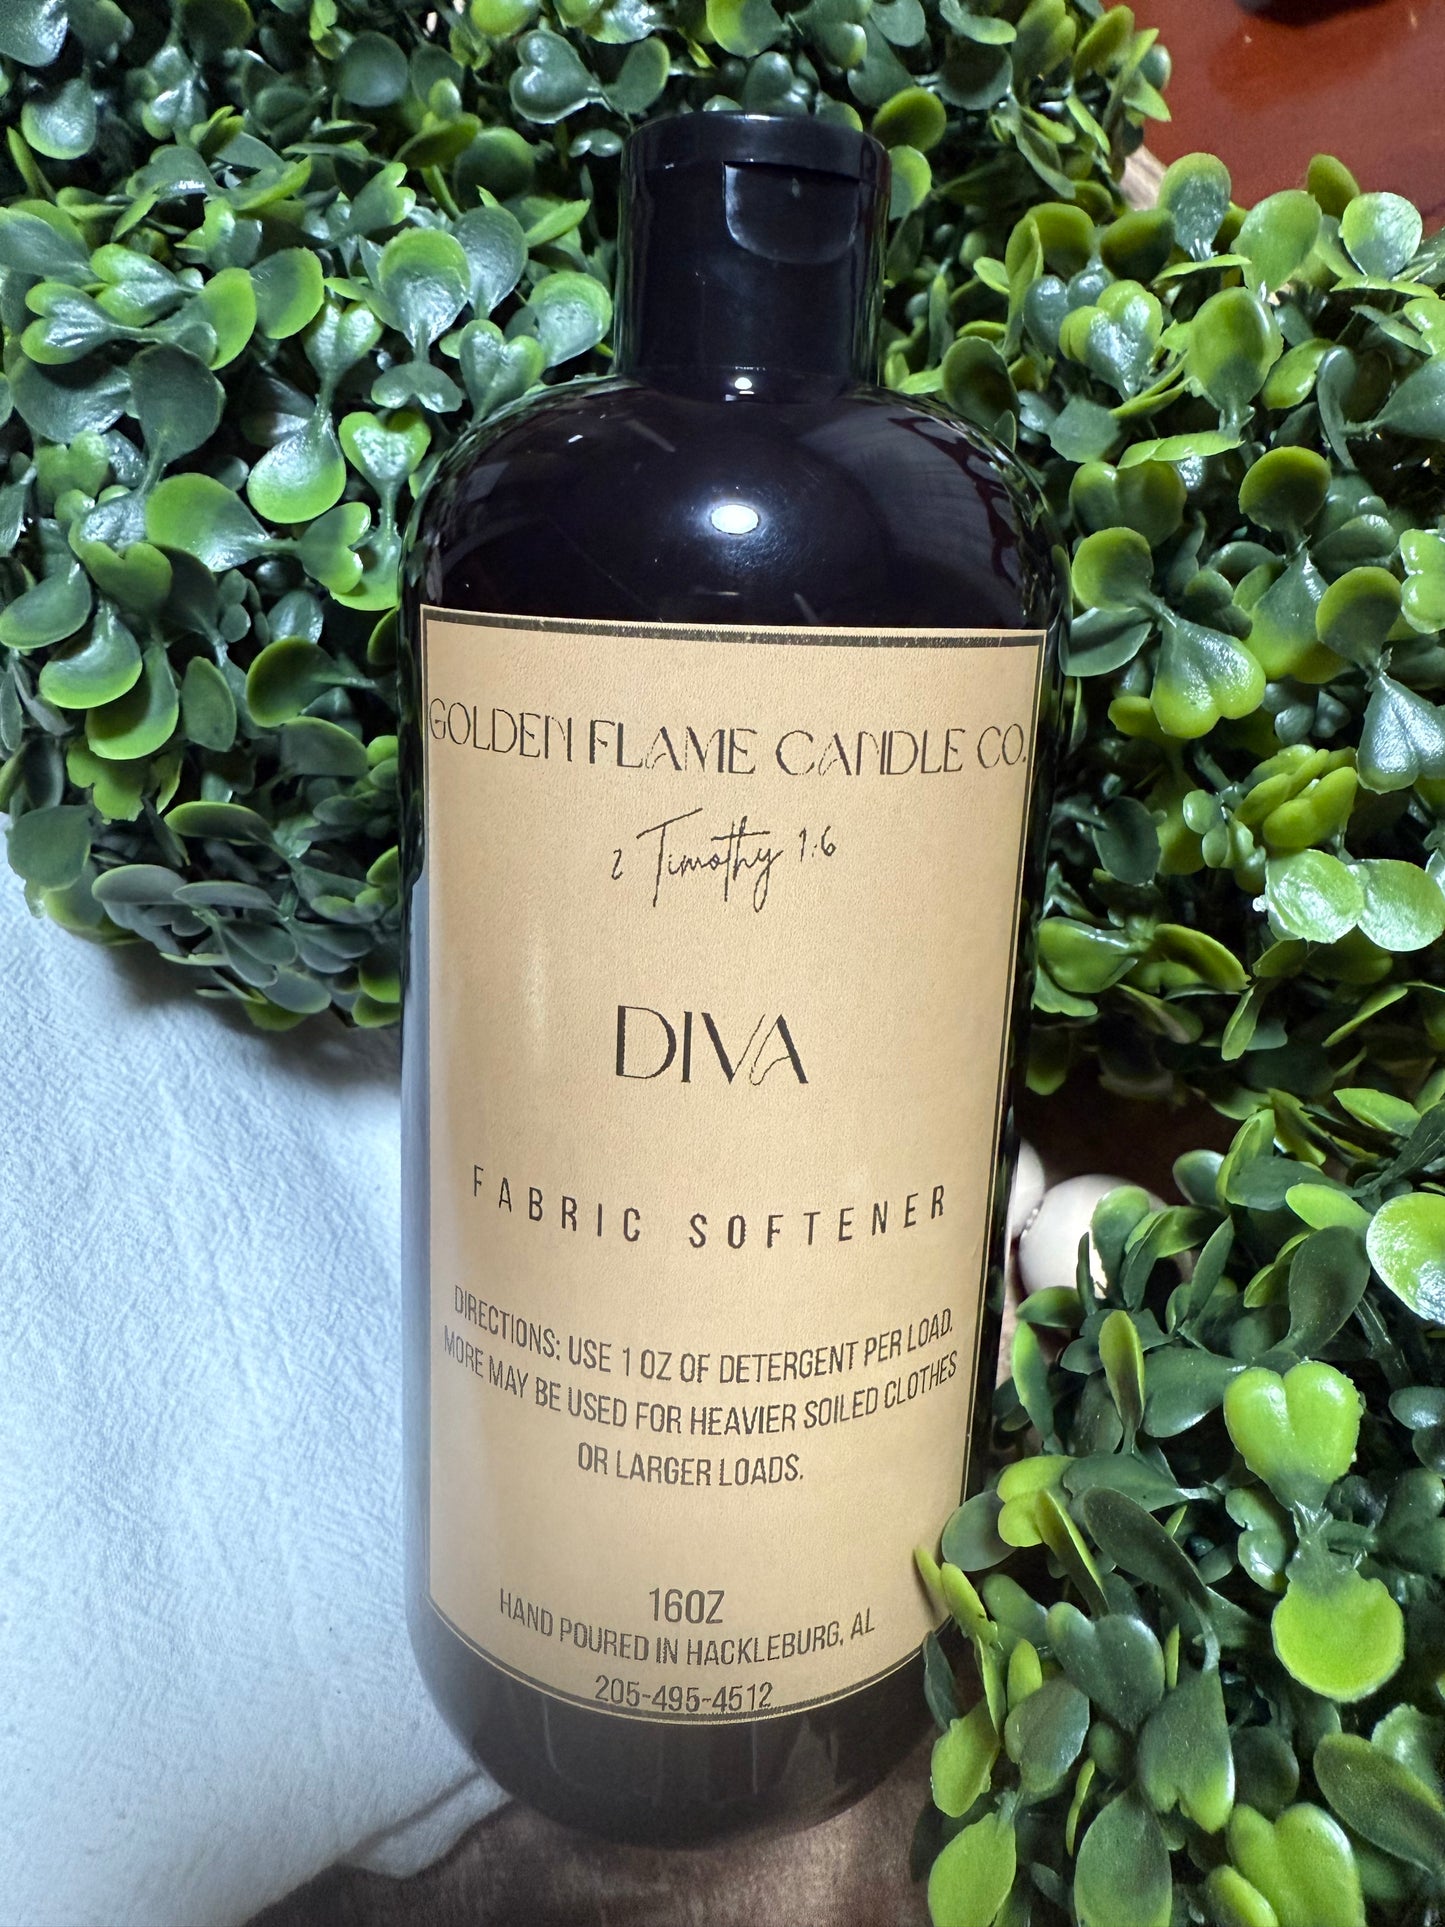 GOLDEN FLAME CANDLE CO.
2 Timothy 1:6
DIVA
FABRIC SOFTENER
DIRECTIONS: USE 1 OZ OF DETERGENT PER LOAD.
MORE MAY BE USED FOR HEAVIER SOILED CLOTHES
OR LARGER LOADS.
16OZ
HAND POURED IN HACKLEBURG, AL
205-495-4512